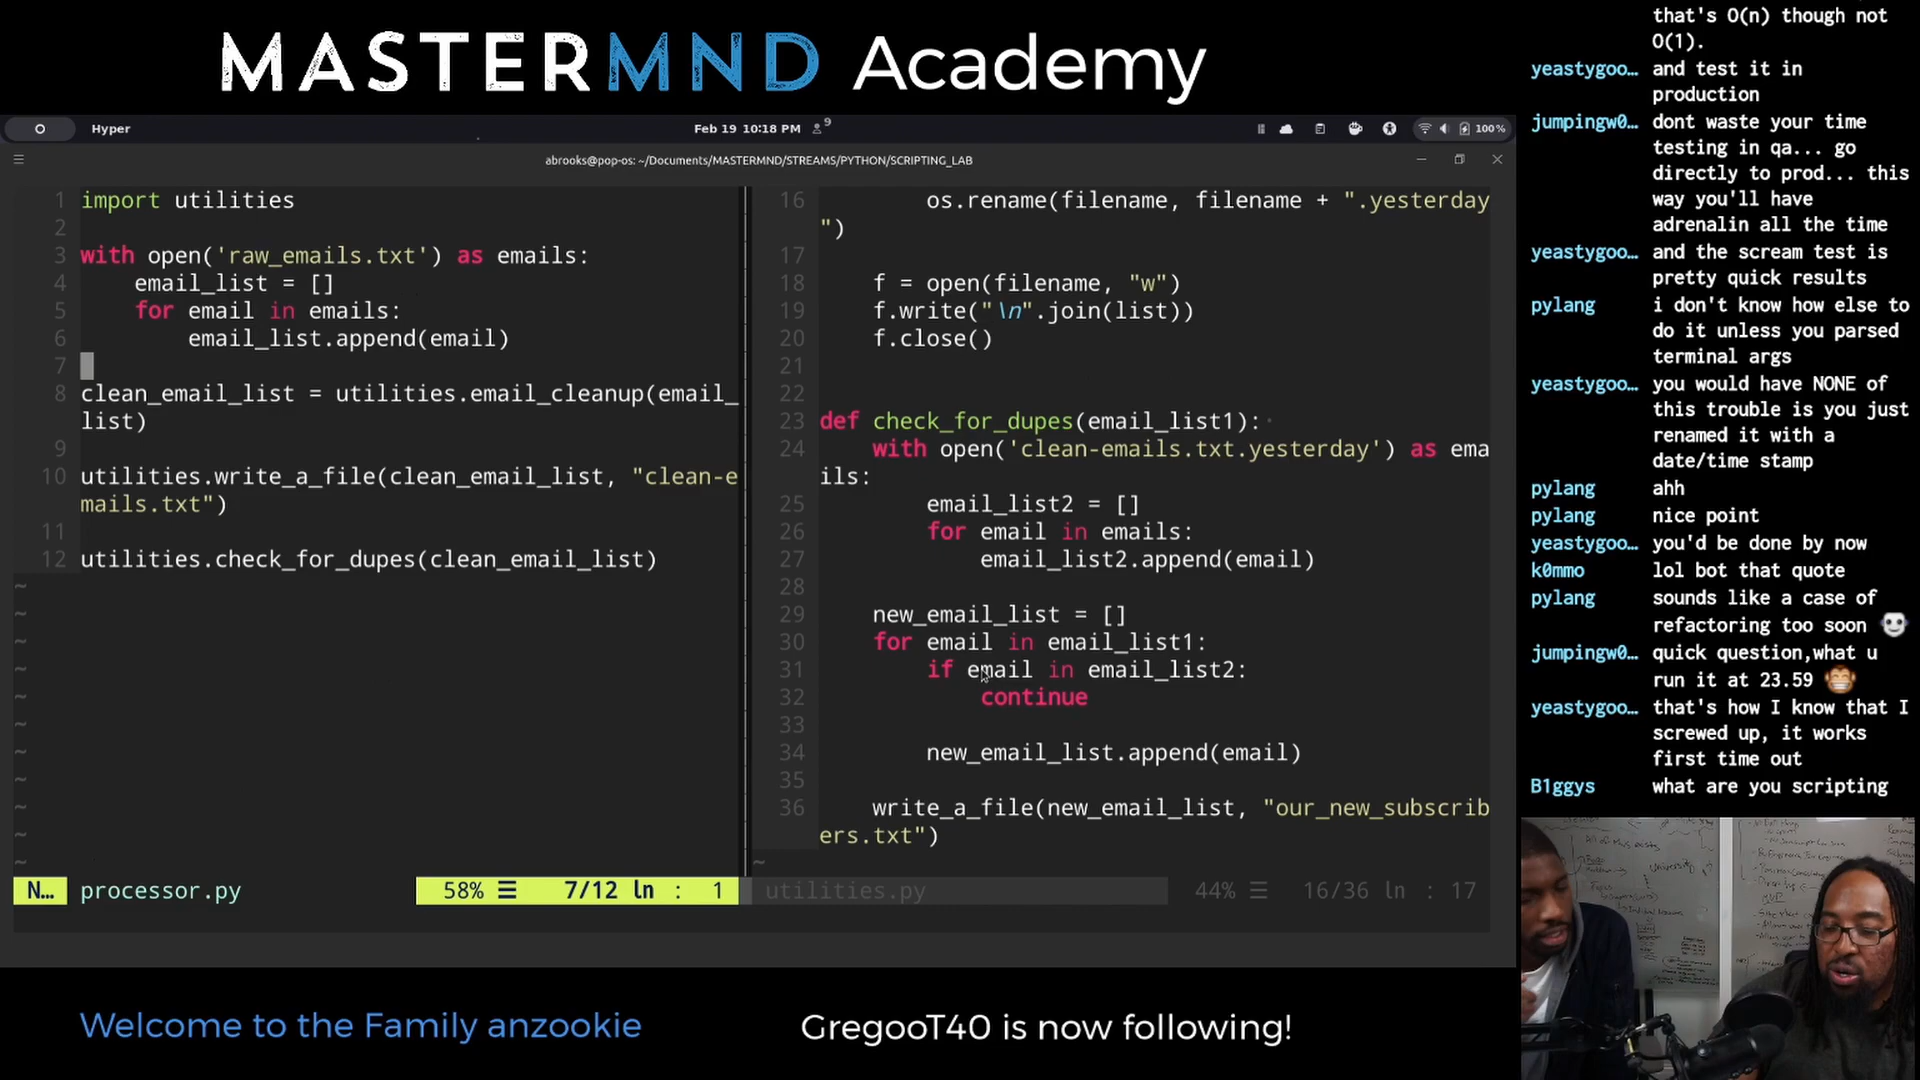 MASTERMND Academy
Hyper
Feb 19 10:18 PM
9
100%
abrooks@pop-os: ~/Documents/MASTERMND/STREAMS/PYTHON/SCRIPTING_LAB
1 import utilities
2
3 with open('raw_emails.txt') as emails:
4 email_list = []
5 for email in emails:
6 email_list.append(email)
7
8 clean_email_list = utilities.email_cleanup(email_
list)
9
10 utilities.write_a_file(clean_email_list, "clean-e
mails.txt")
11
12 utilities.check_for_dupes(clean_email_list)
~
~
~
~
~
~
~
~
~
~
~
N... processor.py 58% ☰ 7/12 ln : 1
16 os.rename(filename, filename + ".yesterday
")
17
18 f = open(filename, "w")
19 f.write("\n".join(list))
20 f.close()
21
22
23 def check_for_dupes(email_list1):
24 with open('clean-emails.txt.yesterday') as ema
ils:
25 email_list2 = []
26 for email in emails:
27 email_list2.append(email)
28
29 new_email_list = []
30 for email in email_list1:
31 if email in email_list2:
32 continue
33
34 new_email_list.append(email)
35
36 write_a_file(new_email_list, "our_new_subscrib
ers.txt")
~
utilities.py 44% ☰ 16/36 ln : 17
that's O(n) though not
O(1).
yeastygoo… and test it in
production
jumpingw0… dont waste your time
testing in qa... go
directly to prod... this
way you'll have
adrenalin all the time
yeastygoo… and the scream test is
pretty quick results
pylang i don't know how else to
do it unless you parsed
terminal args
yeastygoo… you would have NONE of
this trouble is you just
renamed it with a
date/time stamp
pylang ahh
pylang nice point
yeastygoo… you'd be done by now
k0mmo lol bot that quote
pylang sounds like a case of
refactoring too soon
jumpingw0… quick question,what u
run it at 23.59
yeastygoo… that's how I know that I
screwed up, it works
first time out
B1ggys what are you scripting
Welcome to the Family anzookie
GregooT40 is now following!